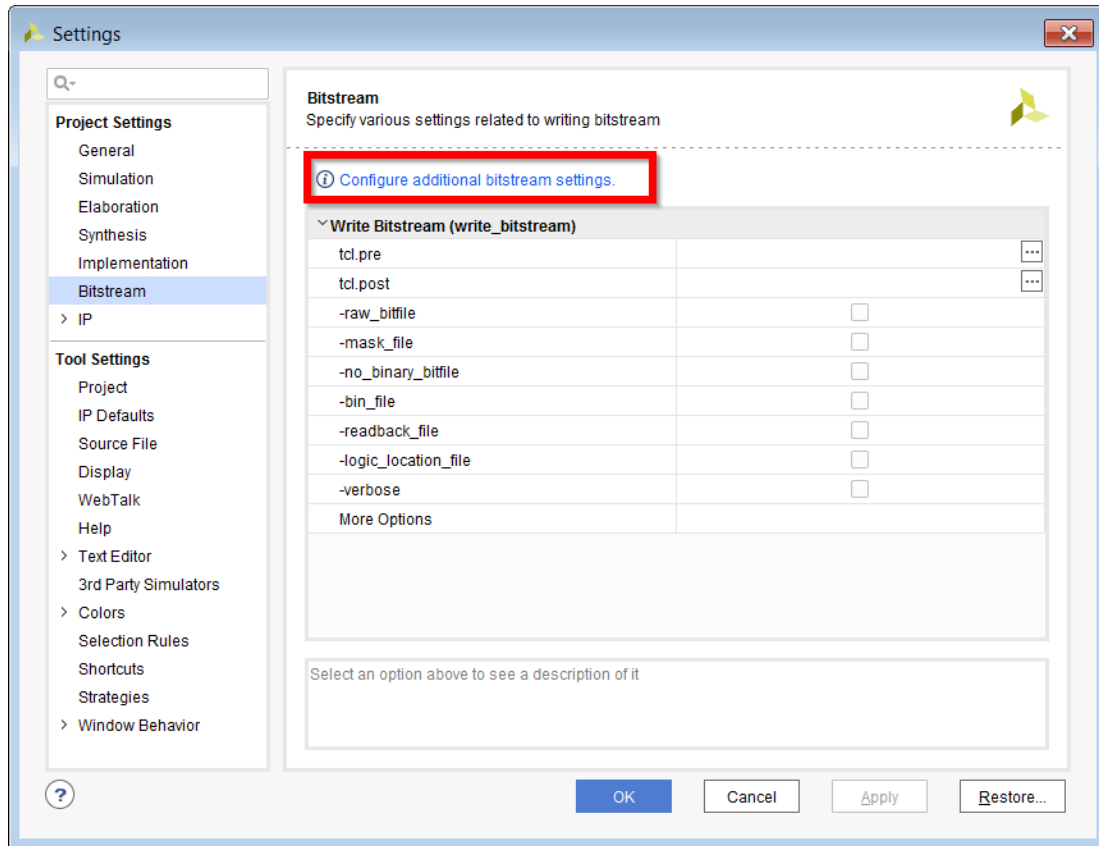 Settings
Project Settings
General
Simulation
Elaboration
Synthesis
Implementation
Bitstream
> IP
Tool Settings
Project
IP Defaults
Source File
Display
WebTalk
Help
> Text Editor
3rd Party Simulators
> Colors
Selection Rules
Shortcuts
Strategies
> Window Behavior
Bitstream
Specify various settings related to writing bitstream
Configure additional bitstream settings.
Write Bitstream (write_bitstream)
tcl.pre
tcl.post
-raw_bitfile
-mask_file
-no_binary_bitfile
-bin_file
-readback_file
-logic_location_file
-verbose
More Options
Select an option above to see a description of it
? OK Cancel Apply Restore...